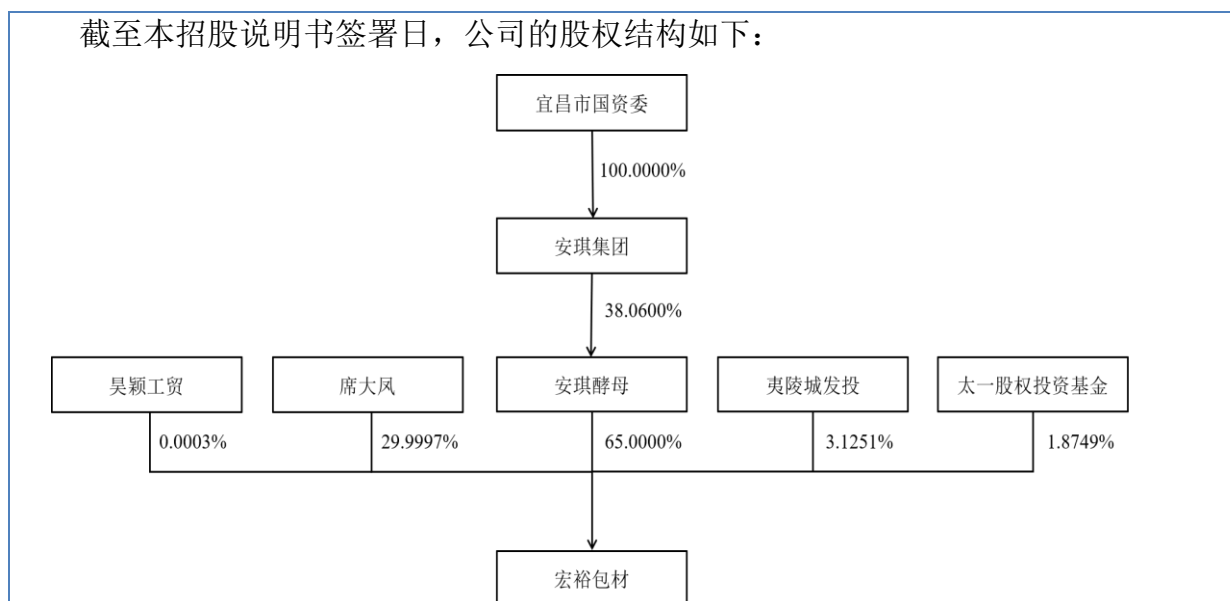 截至本招股说明书签署日，公司的股权结构如下：
宜昌市国资委
100.0000%
安琪集团
38.0600%
昊颖工贸
席大凤
安琪酵母
夷陵城发投
太一股权投资基金
0.0003%
29.9997%
65.0000%
3.1251%
1.8749%
宏裕包材